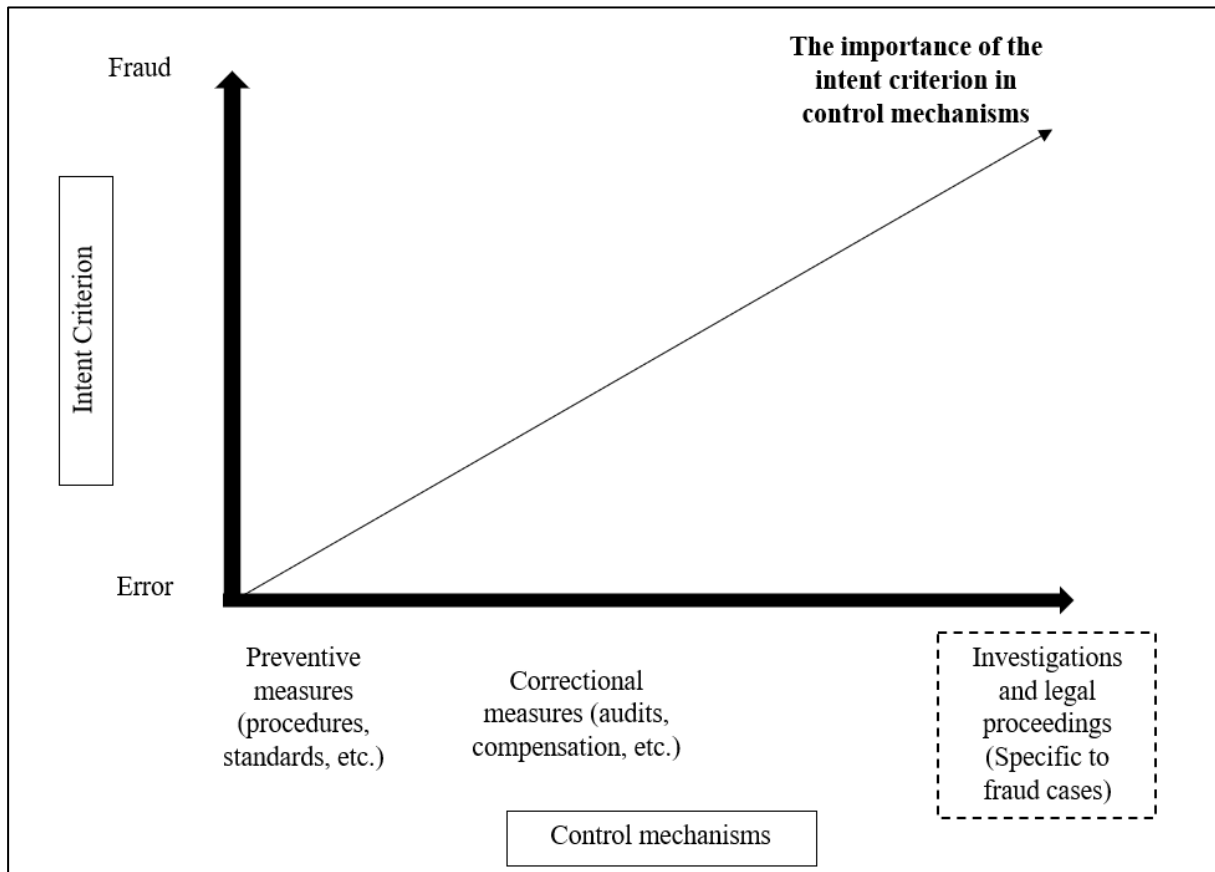 Fraud
The importance of the
intent criterion in
control mechanisms
Intent Criterion
Error
Preventive
measures
(procedures,
standards, etc.)
Correctional
measures (audits,
compensation, etc.)
Investigations
and legal
proceedings
(Specific to
fraud cases)
Control mechanisms